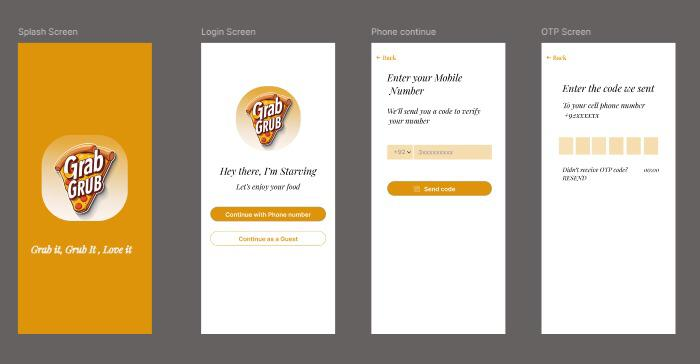 Splash Screen
Grab
GRUB
Grab it, Grub It , Love it
Login Screen
Grab
GRUB
Hey there, I'm Starving
Let's enjoy your food
Continue with Phone number
Continue as a Guest
Phone continue
← Back
Enter your Mobile
Number
We'll send you a code to verify
your number
+92 3xxxxxxxxx
Send code
OTP Screen
← Back
Enter the code we sent
To your cell phone number
+92xxxxxx
Didn't receive OTP code? 00:00
RESEND